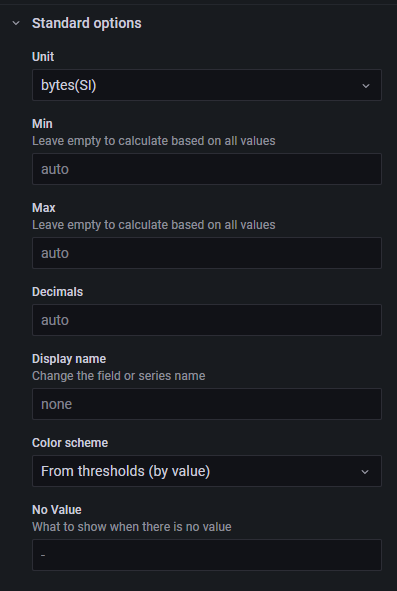 Standard options
Unit
bytes(SI)
Min
Leave empty to calculate based on all values
auto
Max
Leave empty to calculate based on all values
auto
Decimals
auto
Display name
Change the field or series name
none
Color scheme
From thresholds (by value)
No Value
What to show when there is no value
-